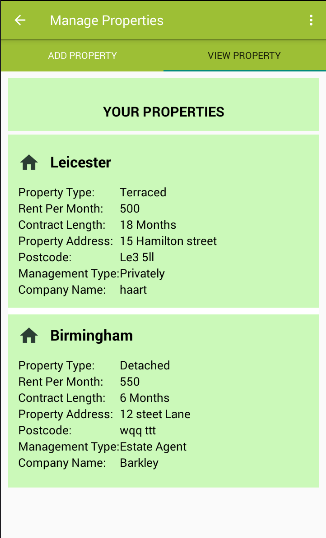 Manage Properties
ADD PROPERTY VIEW PROPERTY
YOUR PROPERTIES
Leicester
Property Type: Terraced
Rent Per Month: 500
Contract Length: 18 Months
Property Address: 15 Hamilton street
Postcode: Le3 5ll
Management Type:Privately
Company Name: haart
Birmingham
Property Type: Detached
Rent Per Month: 550
Contract Length: 6 Months
Property Address: 12 steet Lane
Postcode: wqq ttt
Management Type:Estate Agent
Company Name: Barkley